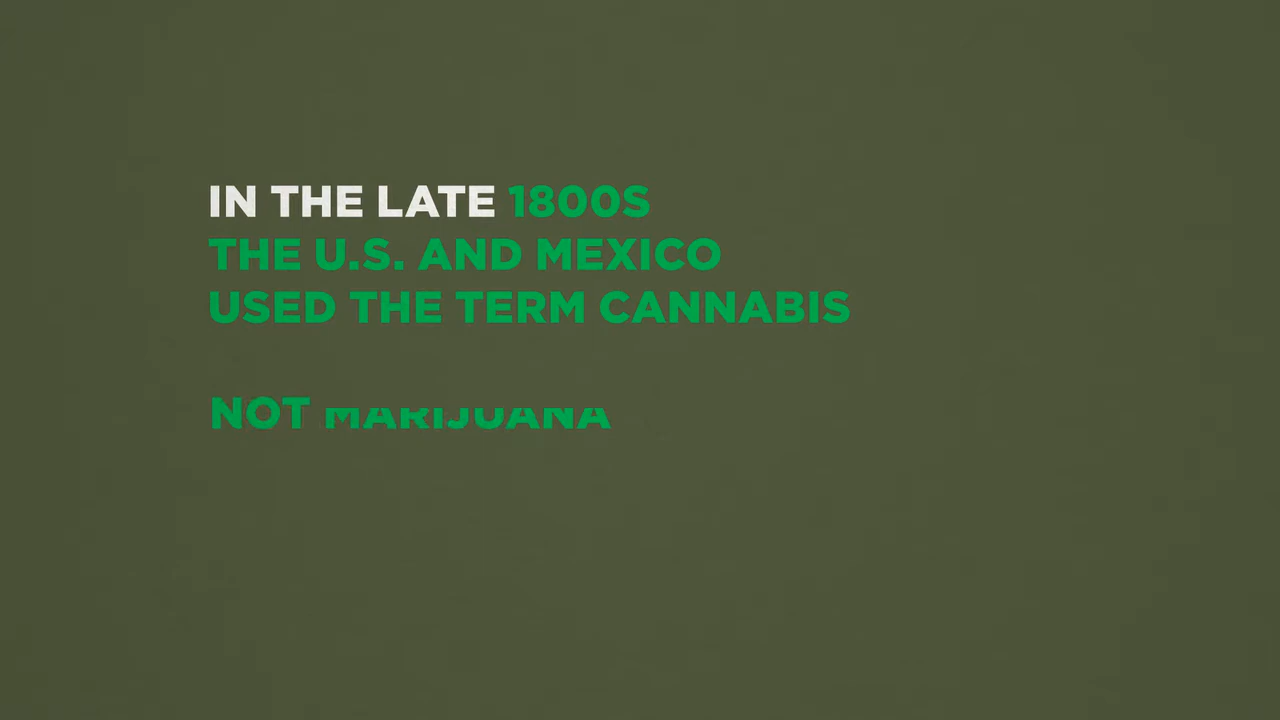 IN THE LATE 1800S
THE U.S. AND MEXICO
USED THE TERM CANNABIS
NOT MARIJUANA